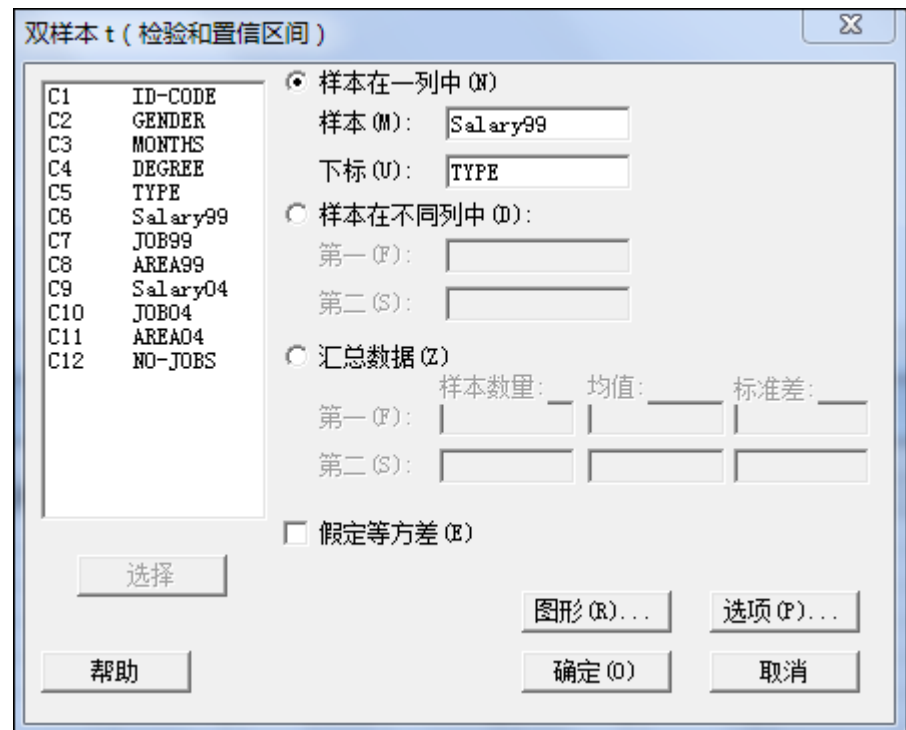 双样本 t ( 检验和置信区间 )
C1 ID-CODE
C2 GENDER
C3 MONTHS
C4 DEGREE
C5 TYPE
C6 Salary99
C7 JOB99
C8 AREA99
C9 Salary04
C10 JOB04
C11 AREA04
C12 NO-JOBS
样本在一列中(N)
样本(M): Salary99
下标(U): TYPE
样本在不同列中(D):
第一(F):
第二(S):
汇总数据(Z)
样本数量: 均值: 标准差:
第一(F):
第二(S):
假定等方差(E)
选择
图形(R)... 选项(P)...
帮助 确定(O) 取消